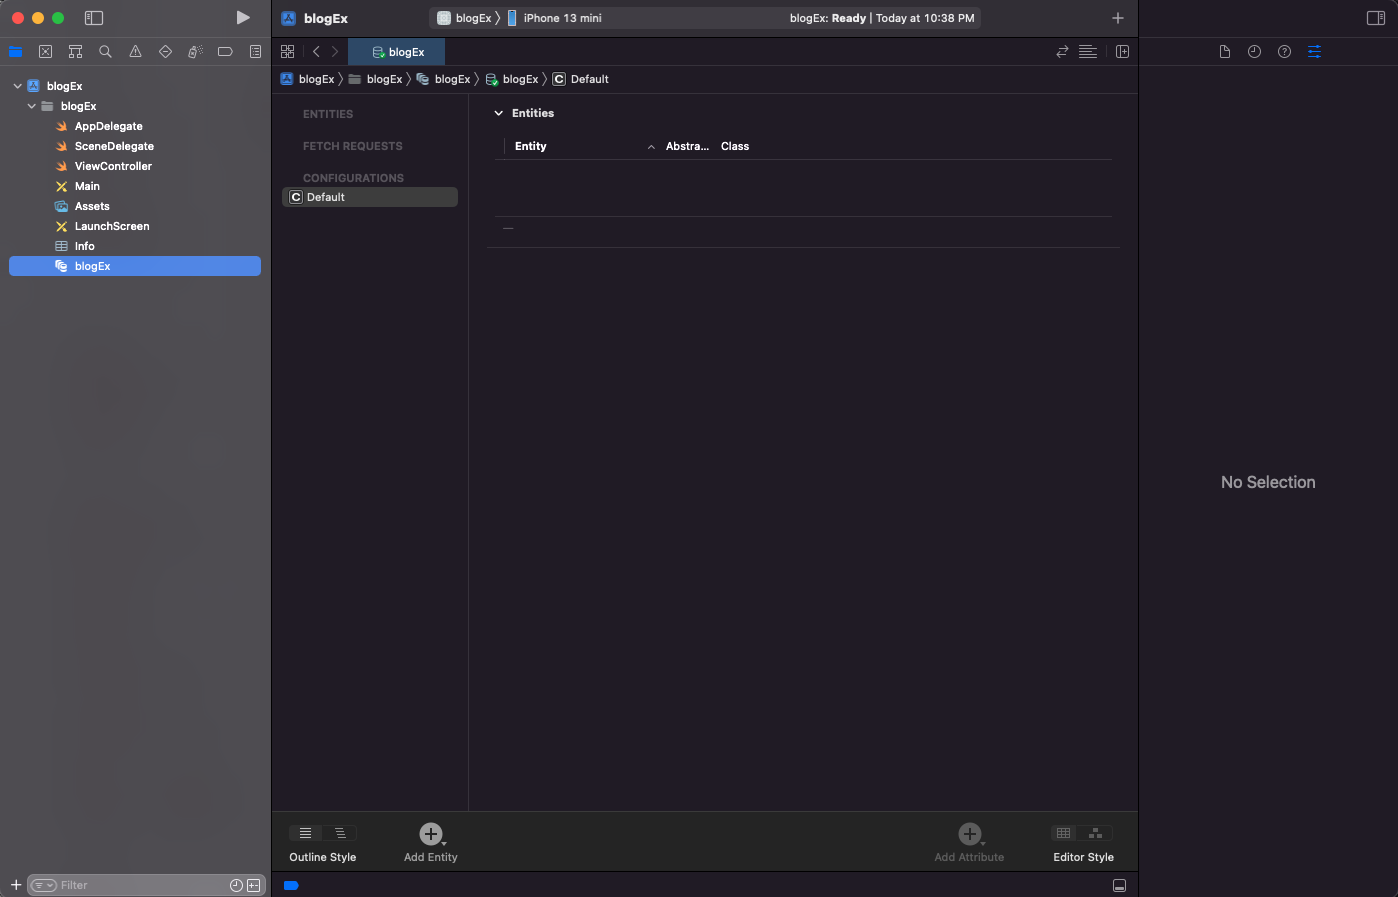 blogEx
blogEx
iPhone 13 mini
blogEx: Ready | Today at 10:38 PM
blogEx
blogEx
blogEx
blogEx
blogEx
Default
blogEx
blogEx
AppDelegate
SceneDelegate
ViewController
Main
Assets
LaunchScreen
Info
blogEx
ENTITIES
FETCH REQUESTS
CONFIGURATIONS
C Default
Entities
Entity
Abstra...
Class
No Selection
Outline Style
Add Entity
Add Attribute
Editor Style
Filter